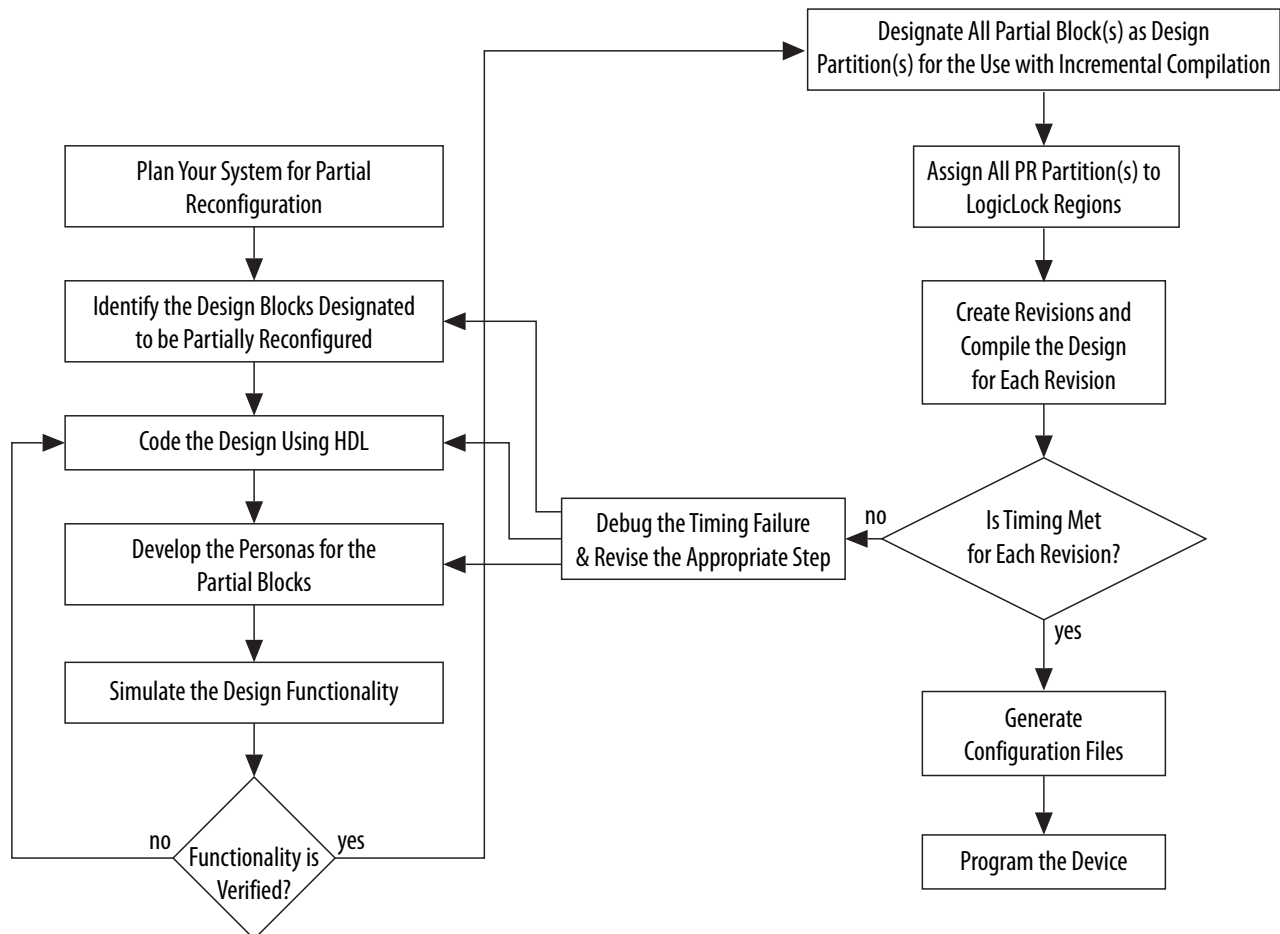 Plan Your System for Partial
Reconfiguration
Identify the Design Blocks Designated
to be Partially Reconfigured
Code the Design Using HDL
Develop the Personas for the
Partial Blocks
Simulate the Design Functionality
no
Functionality is
Verified?
yes
Designate All Partial Block(s) as Design
Partition(s) for the Use with Incremental Compilation
Assign All PR Partition(s) to
LogicLock Regions
Create Revisions and
Compile the Design
for Each Revision
Is Timing Met
for Each Revision?
no
Debug the Timing Failure
& Revise the Appropriate Step
yes
Generate
Configuration Files
Program the Device